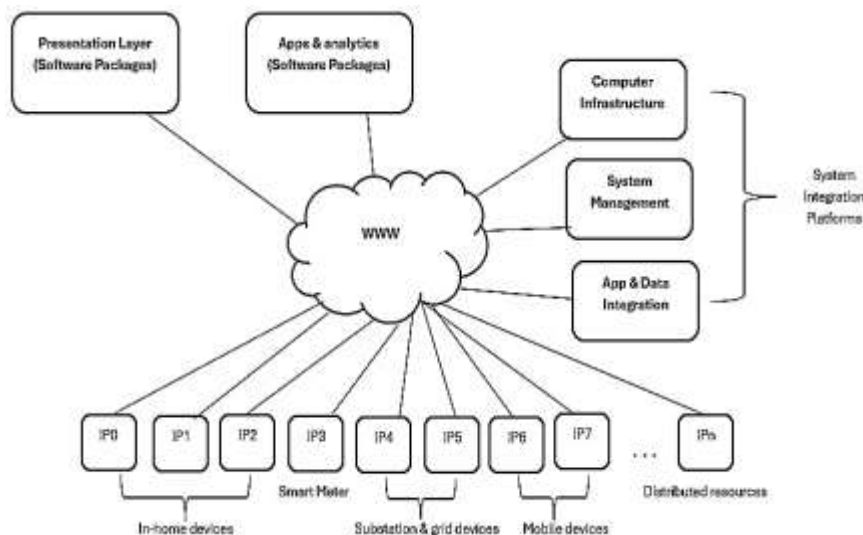 Presentation Layer
(Software Packages)
Apps & analytics
(Software Packages)
Computer
Infrastructure
System
Management
App & Data
Integration
System
Integration
Platforms
WWW
IP0
IP1
IP2
IP3
IP4
IP5
IP6
IP7
...
IPn
Smart Meter
Distributed resources
In-home devices
Substation & grid devices
Mobile devices